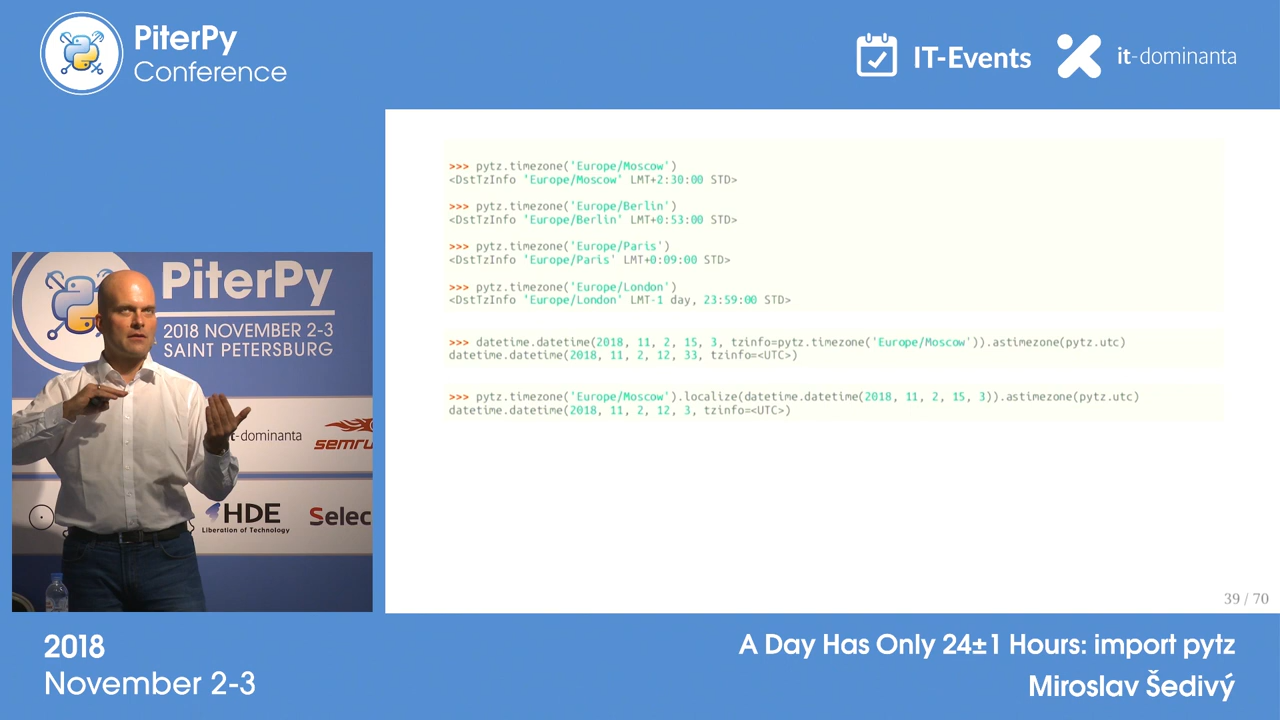 PiterPy
Conference
IT-Events
it-dominanta
>>> pytz.timezone('Europe/Moscow')
<DstTzInfo 'Europe/Moscow' LMT+2:30:00 STD>
>>> pytz.timezone('Europe/Berlin')
<DstTzInfo 'Europe/Berlin' LMT+0:53:00 STD>
>>> pytz.timezone('Europe/Paris')
<DstTzInfo 'Europe/Paris' LMT+0:09:00 STD>
>>> pytz.timezone('Europe/London')
<DstTzInfo 'Europe/London' LMT-1 day, 23:59:00 STD>
>>> datetime.datetime(2018, 11, 2, 15, 3, tzinfo=pytz.timezone('Europe/Moscow')).astimezone(pytz.utc)
datetime.datetime(2018, 11, 2, 12, 33, tzinfo=<UTC>)
>>> pytz.timezone('Europe/Moscow').localize(datetime.datetime(2018, 11, 2, 15, 3)).astimezone(pytz.utc)
datetime.datetime(2018, 11, 2, 12, 3, tzinfo=<UTC>)
39 / 70
PiterPy
2018 NOVEMBER 2-3
SAINT PETERSBURG
it-dominanta
semru
HDE
Liberation of Technology
Selec
2018
November 2-3
A Day Has Only 24±1 Hours: import pytz
Miroslav Šedivý